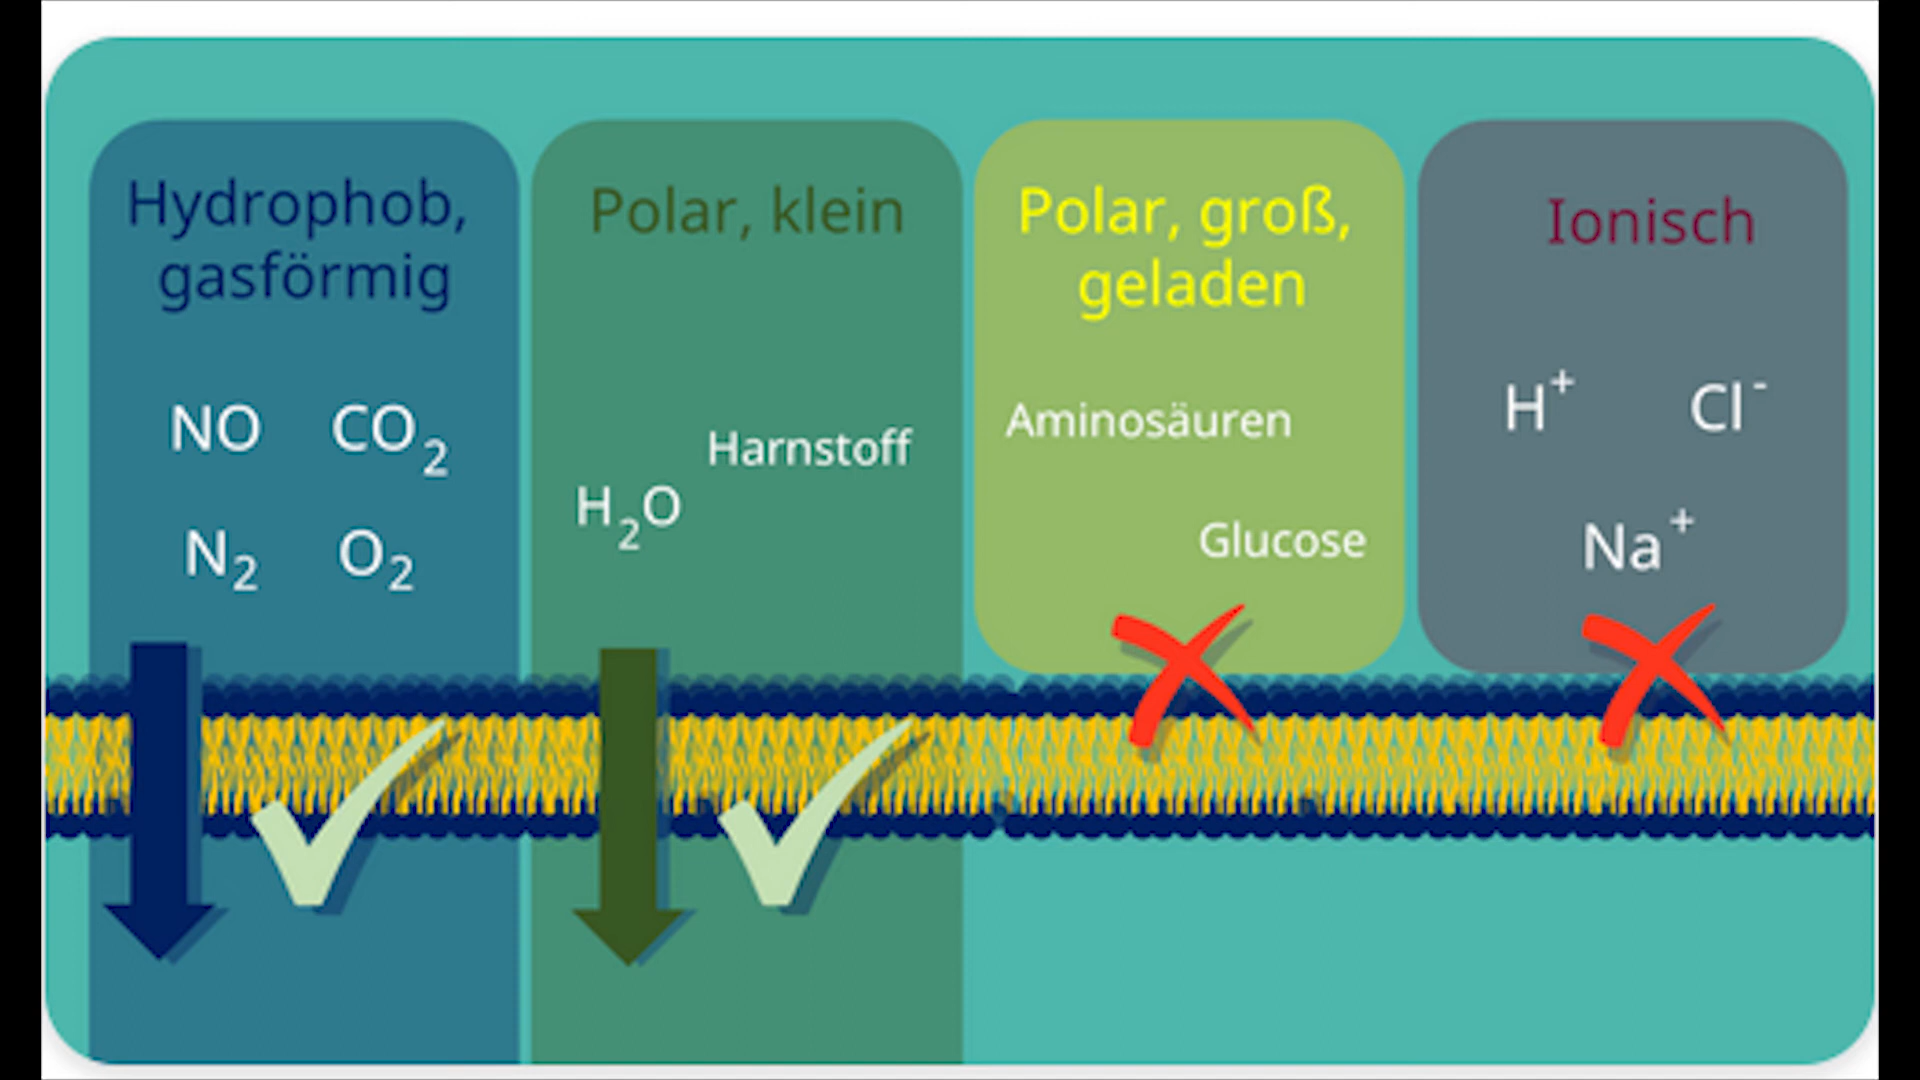 Hydrophob,
gasförmig
NO CO₂
N₂ O₂
Polar, klein
Harnstoff
H₂O
Polar, groß,
geladen
Aminosäuren
Glucose
Ionisch
H⁺ Cl⁻
Na⁺